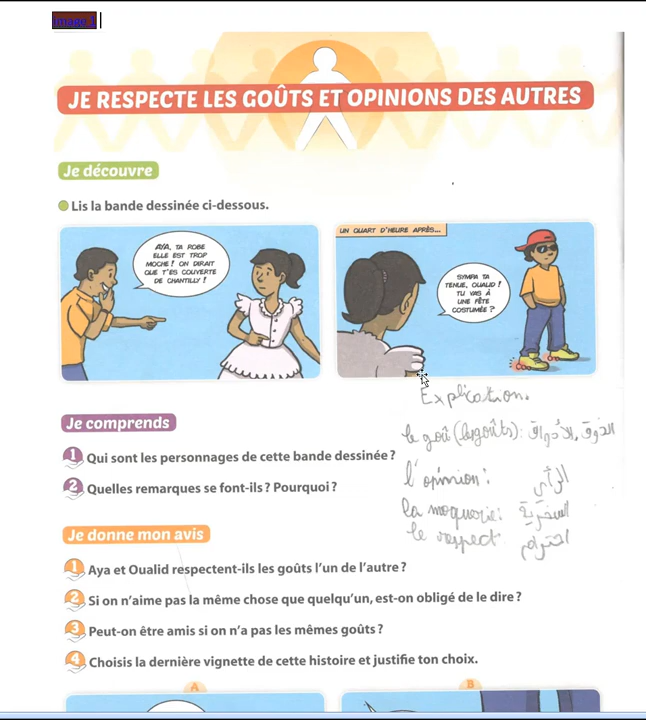 image 1
JE RESPECTE LES GOÛTS ET OPINIONS DES AUTRES
Je découvre
Lis la bande dessinée ci-dessous.
AYA, TA ROBE
ELLE EST TROP
MOCHE ! ON DIRAIT
QUE T'ES COUVERTE
DE CHANTILLY !
UN QUART D'HEURE APRÈS...
SYMPA TA
TENUE, OUALID !
TU VAS À
UNE FÊTE
COSTUMÉE ?
Explication.
le goû (les goûts): الذوق، الأذواق
l'opinion: الرأي
la moquerie: السخرية
le respect: احترام
Je comprends
1 Qui sont les personnages de cette bande dessinée ?
2 Quelles remarques se font-ils ? Pourquoi ?
Je donne mon avis
1 Aya et Oualid respectent-ils les goûts l'un de l'autre ?
2 Si on n'aime pas la même chose que quelqu'un, est-on obligé de le dire ?
3 Peut-on être amis si on n'a pas les mêmes goûts ?
4 Choisis la dernière vignette de cette histoire et justifie ton choix.
A
B